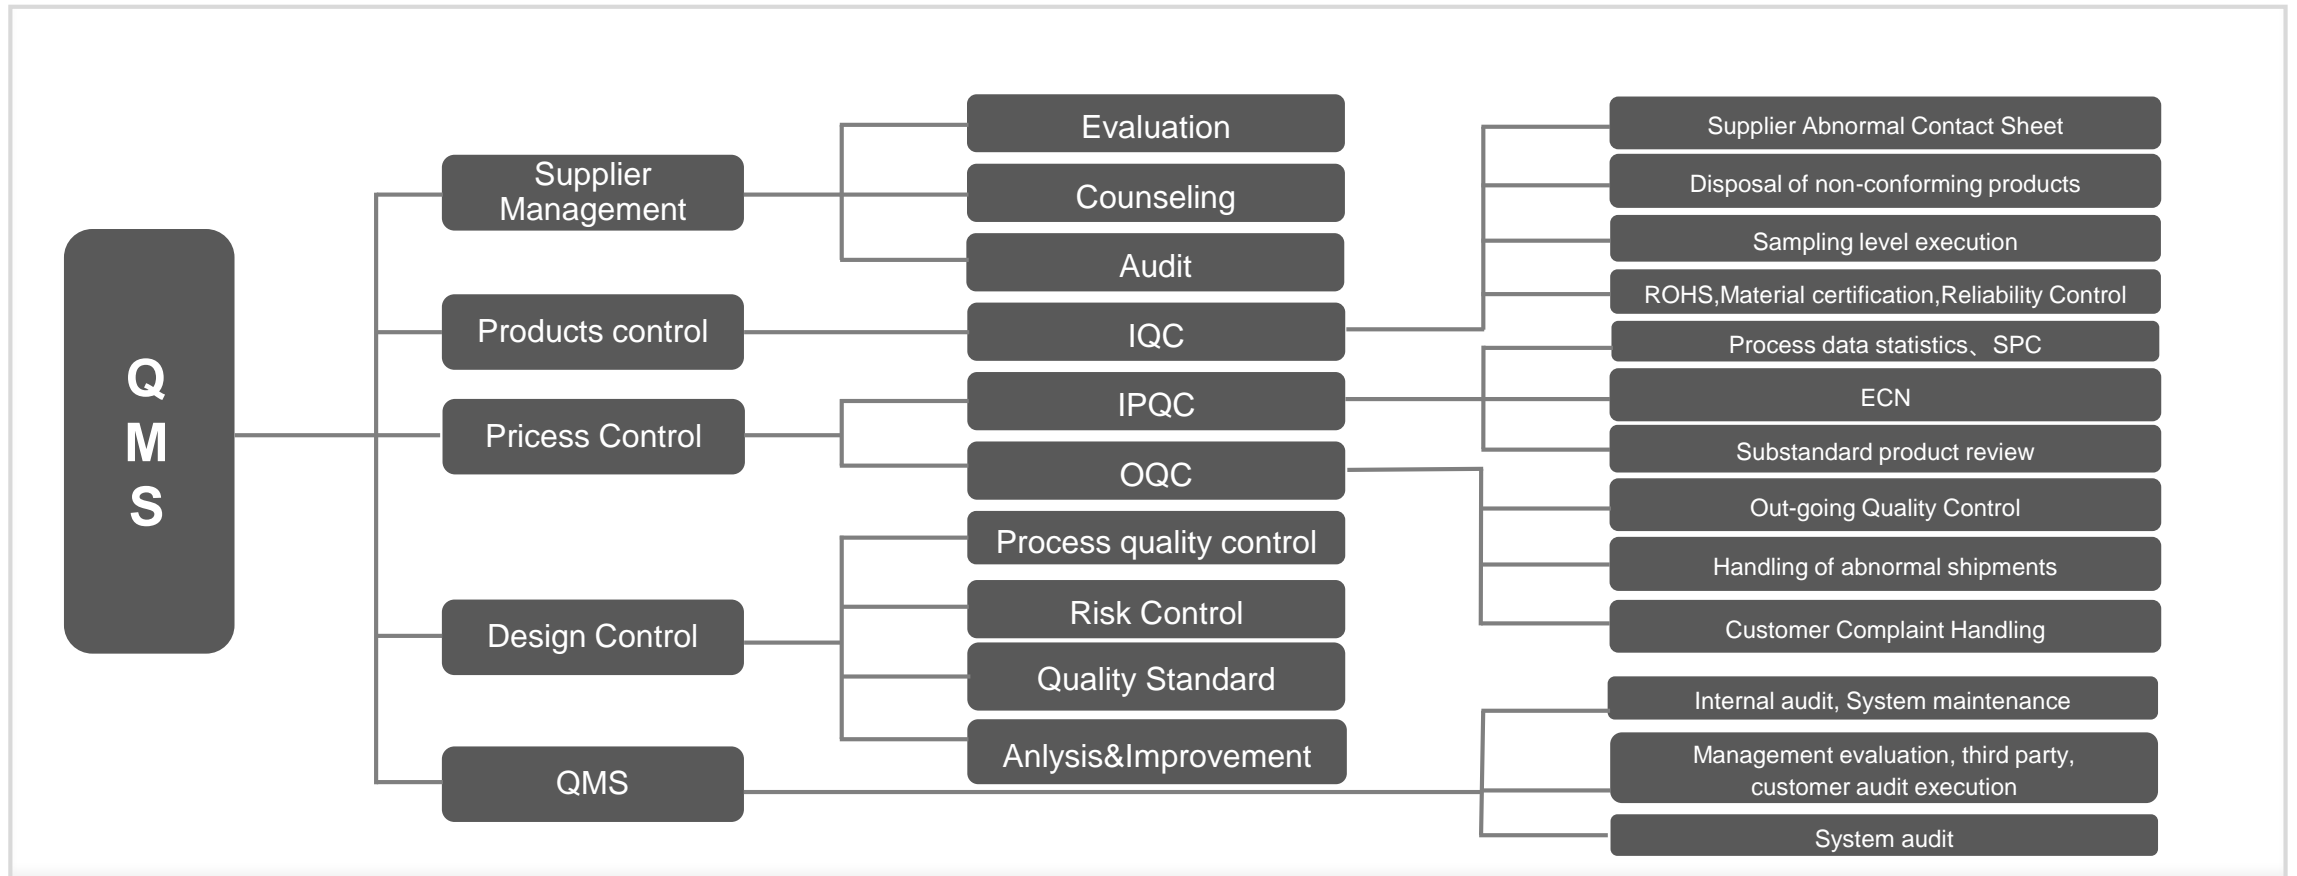 Q
M
S
Supplier
Management
Products control
Pricess Control
Design Control
QMS
Evaluation
Counseling
Audit
IQC
IPQC
OQC
Process quality control
Risk Control
Quality Standard
Anlysis&Improvement
Supplier Abnormal Contact Sheet
Disposal of non-conforming products
Sampling level execution
ROHS,Material certification,Reliability Control
Process data statistics、SPC
ECN
Substandard product review
Out-going Quality Control
Handling of abnormal shipments
Customer Complaint Handling
Internal audit, System maintenance
Management evaluation, third party,
customer audit execution
System audit